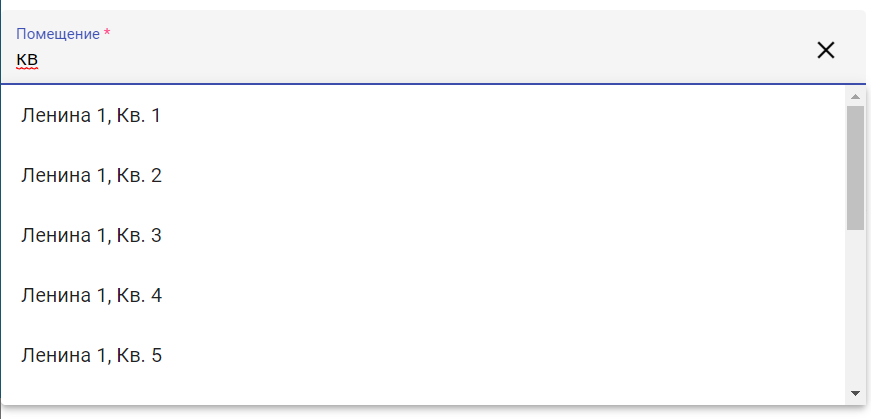 Помещение *
кв
Ленина 1, Кв. 1
Ленина 1, Кв. 2
Ленина 1, Кв. 3
Ленина 1, Кв. 4
Ленина 1, Кв. 5